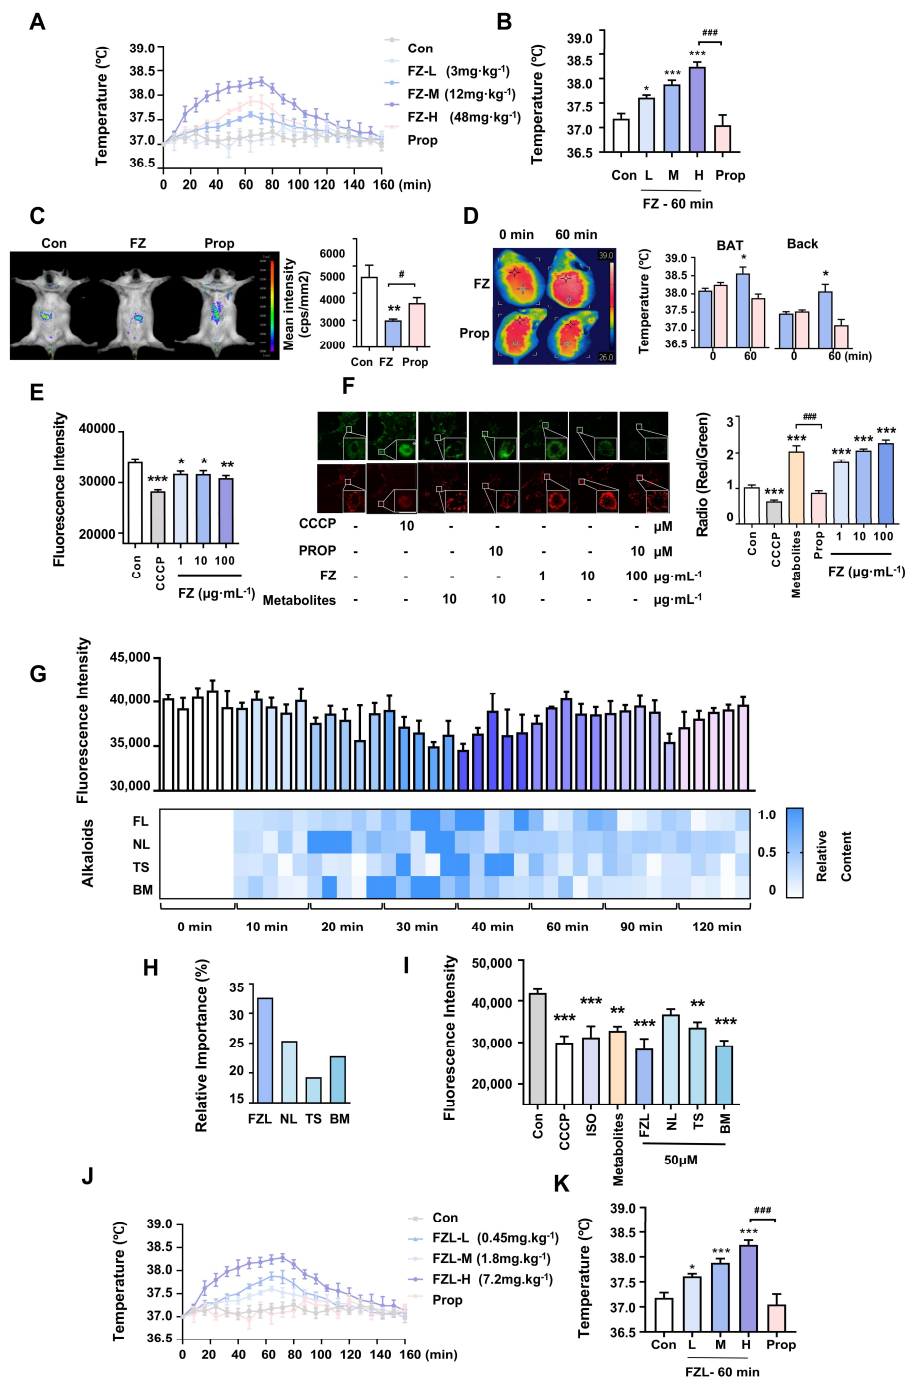 A
Temperature (℃)
39.0
38.5
38.0
37.5
37.0
36.5
0 20 40 60 80 100 120 140 160 (min)
Con
FZ-L (3mg·kg⁻¹)
FZ-M (12mg·kg⁻¹)
FZ-H (48mg·kg⁻¹)
Prop
B
Temperature (℃)
39.0
38.5
38.0
37.5
37.0
36.5
* *** *** ###
Con L M H Prop
FZ - 60 min
C
Con FZ Prop
Mean intensity
(cps/mm2)
6000
5000
4000
3000
2000
** #
Con FZ Prop
D
0 min 60 min
FZ
Prop
39.0
26.0
BAT Back
Temperature (℃)
39.0
38.5
38.0
37.5
37.0
36.5
* *
0 60 0 60 (min)
E
Fluorescence Intensity
40000
30000
20000
*** * * **
Con CCCP 1 10 100
FZ (μg·mL⁻¹)
F
CCCP - 10 - - - - - μM
PROP - - - 10 - - 10 μM
FZ - - - - 1 10 100 μg·mL⁻¹
Metabolites - - 10 10 - - - μg·mL⁻¹
Radio (Red/Green)
3
2
1
0
*** *** ### *** *** ***
Con CCCP Metabolites Prop 1 10 100
FZ (μg·mL⁻¹)
G
Fluorescence Intensity
45,000
40,000
35,000
30,000
Alkaloids
FL
NL
TS
BM
1.0
0.5
0
Relative
Content
0 min 10 min 20 min 30 min 40 min 60 min 90 min 120 min
H
Relative Importance (%)
35
25
20
15
FZL NL TS BM
I
Fluorescence Intensity
50,000
40,000
30,000
20,000
*** *** ** *** ** ***
Con CCCP ISO Metabolites FZL NL TS BM
50μM
J
Temperature (℃)
39.0
38.5
38.0
37.5
37.0
36.5
0 20 40 60 80 100 120 140 160 (min)
Con
FZL-L (0.45mg.kg⁻¹)
FZL-M (1.8mg.kg⁻¹)
FZL-H (7.2mg.kg⁻¹)
Prop
K
Temperature (℃)
39.0
38.5
38.0
37.5
37.0
36.5
* *** *** ###
Con L M H Prop
FZL- 60 min